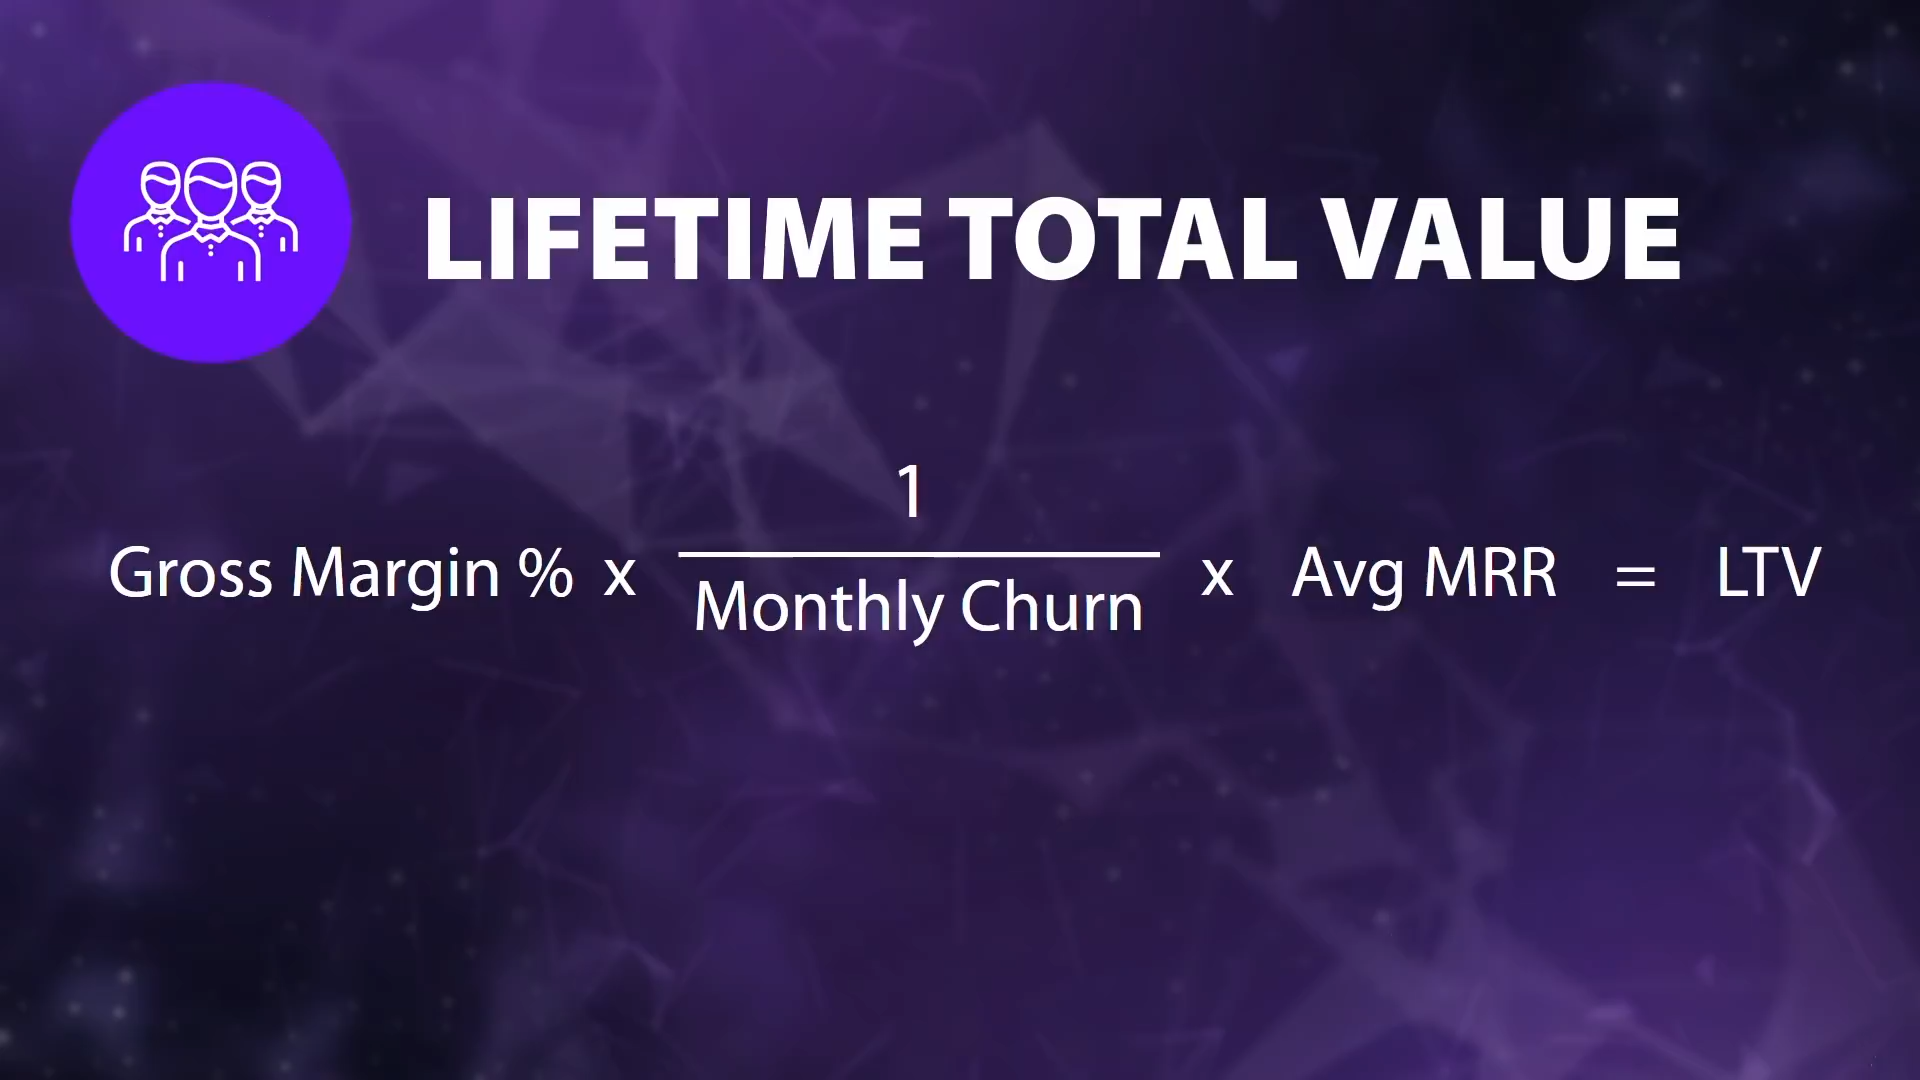 LIFETIME TOTAL VALUE
Gross Margin % x 1 / Monthly Churn x Avg MRR = LTV